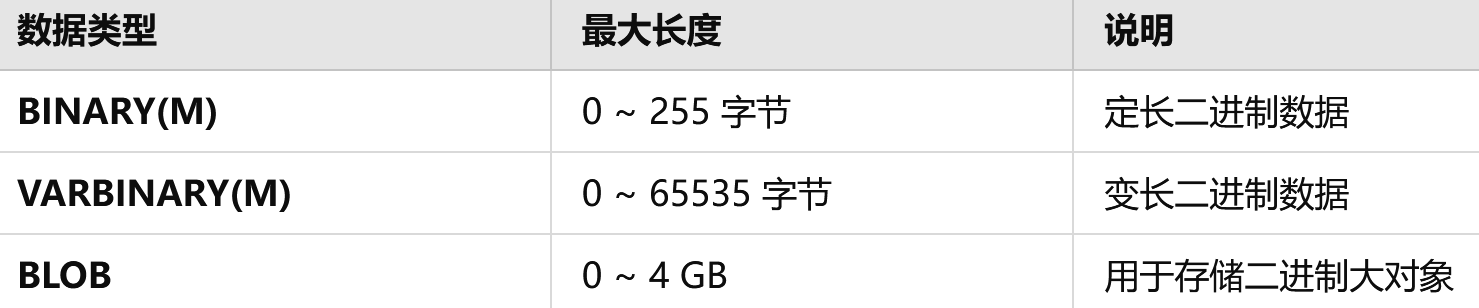 数据类型 最大长度 说明
BINARY(M) 0 ~ 255 字节 定长二进制数据
VARBINARY(M) 0 ~ 65535 字节 变长二进制数据
BLOB 0 ~ 4 GB 用于存储二进制大对象